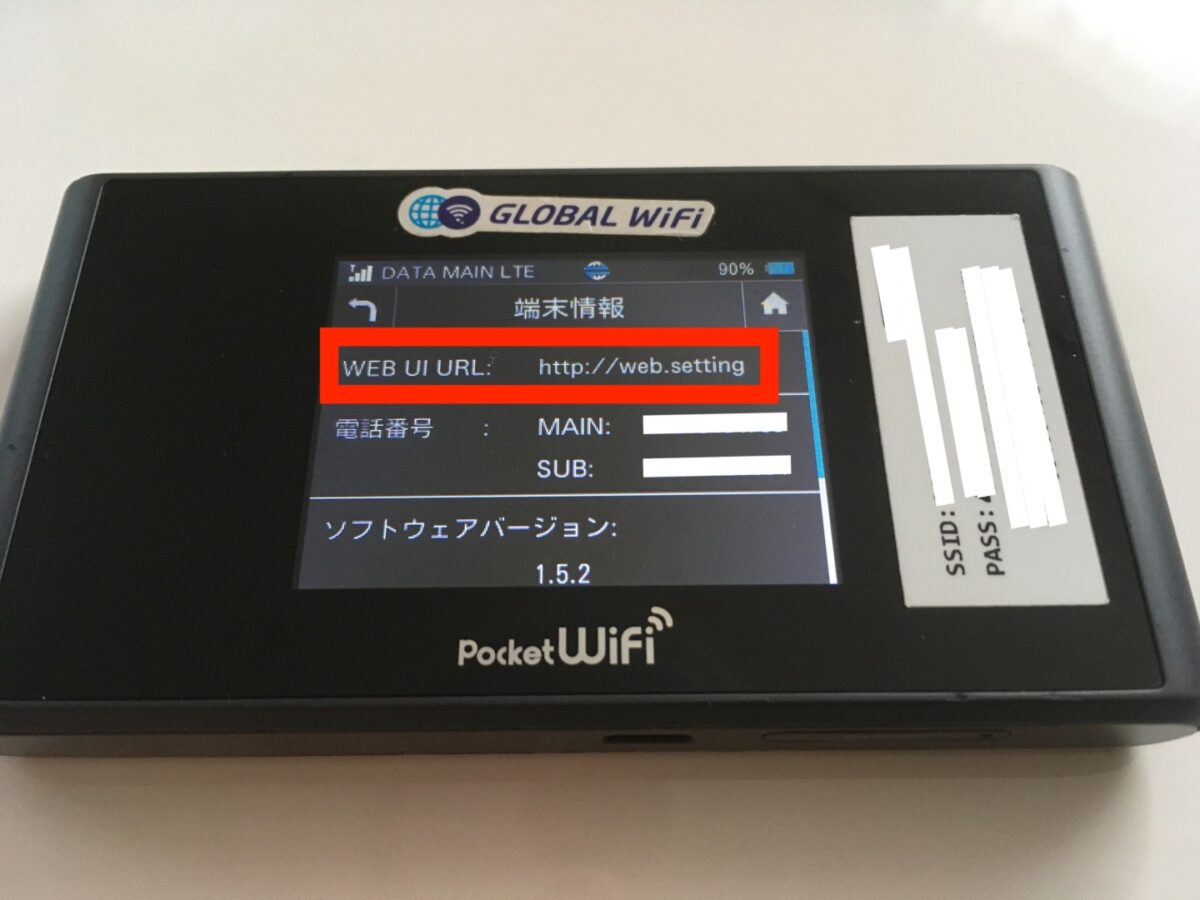 GLOBAL WiFi
DATA MAIN LTE 90%
端末情報
WEB UI URL: http://web.setting
電話番号 : MAIN:
SUB:
ソフトウェアバージョン:
1.5.2
Pocket WiFi
SSID:
PASS: